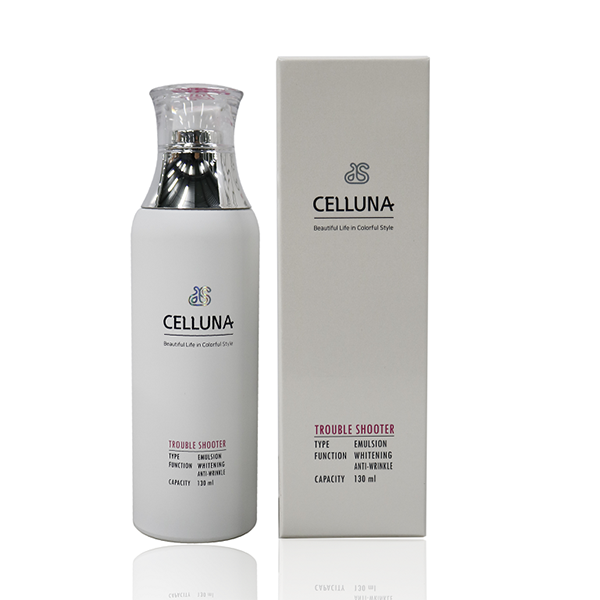 CELLUNA
Beautiful Life in Colorful Style
TROUBLE SHOOTER
TYPE EMULSION
FUNCTION WHITENING
ANTI-WRINKLE
CAPACITY 130 ml
CELLUNA
Beautiful Life in Colorful Style
TROUBLE SHOOTER
TYPE EMULSION
FUNCTION WHITENING
ANTI-WRINKLE
CAPACITY 130 ml